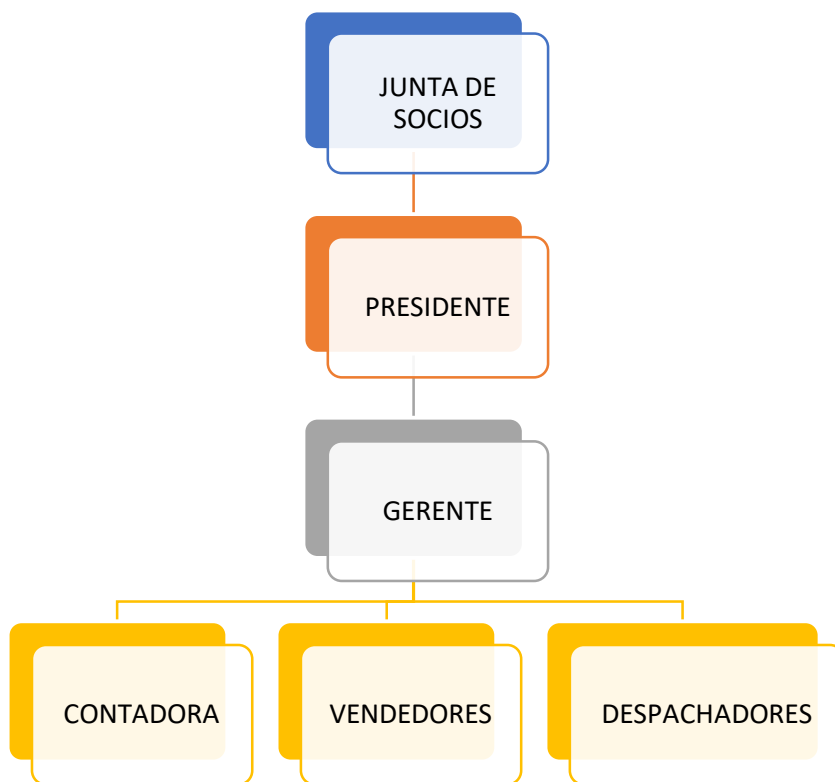 JUNTA DE
SOCIOS
PRESIDENTE
GERENTE
CONTADORA
VENDEDORES
DESPACHADORES